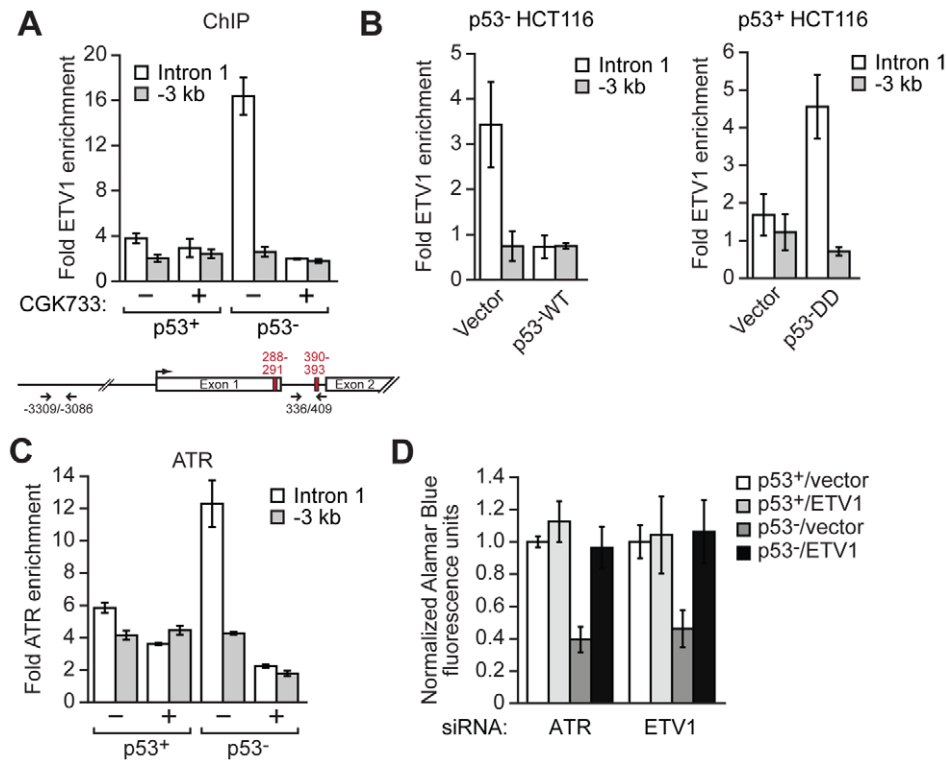 A
ChIP
Fold ETV1 enrichmnent
20
16
12
8
4
0
Intron 1
-3 kb
CGK733:
− + − +
p53+ p53-
288-
291
390-
393
Exon 1
Exon 2
-3309/-3086
336/409
B
p53- HCT116
Fold ETV1 enrichment
5
4
3
2
1
0
Intron 1
-3 kb
Vector
p53-WT
p53+ HCT116
Fold ETV1 enrichment
6
5
4
3
2
1
0
Intron 1
-3 kb
Vector
p53-DD
C
ATR
Fold ATR enrichmnent
14
12
10
8
6
4
2
0
Intron 1
-3 kb
− + − +
p53+ p53-
D
Normalized Alamar Blue
fluorescence units
1.4
1.2
1.0
0.8
0.6
0.4
0.2
0
p53+/vector
p53+/ETV1
p53-/vector
p53-/ETV1
siRNA: ATR ETV1